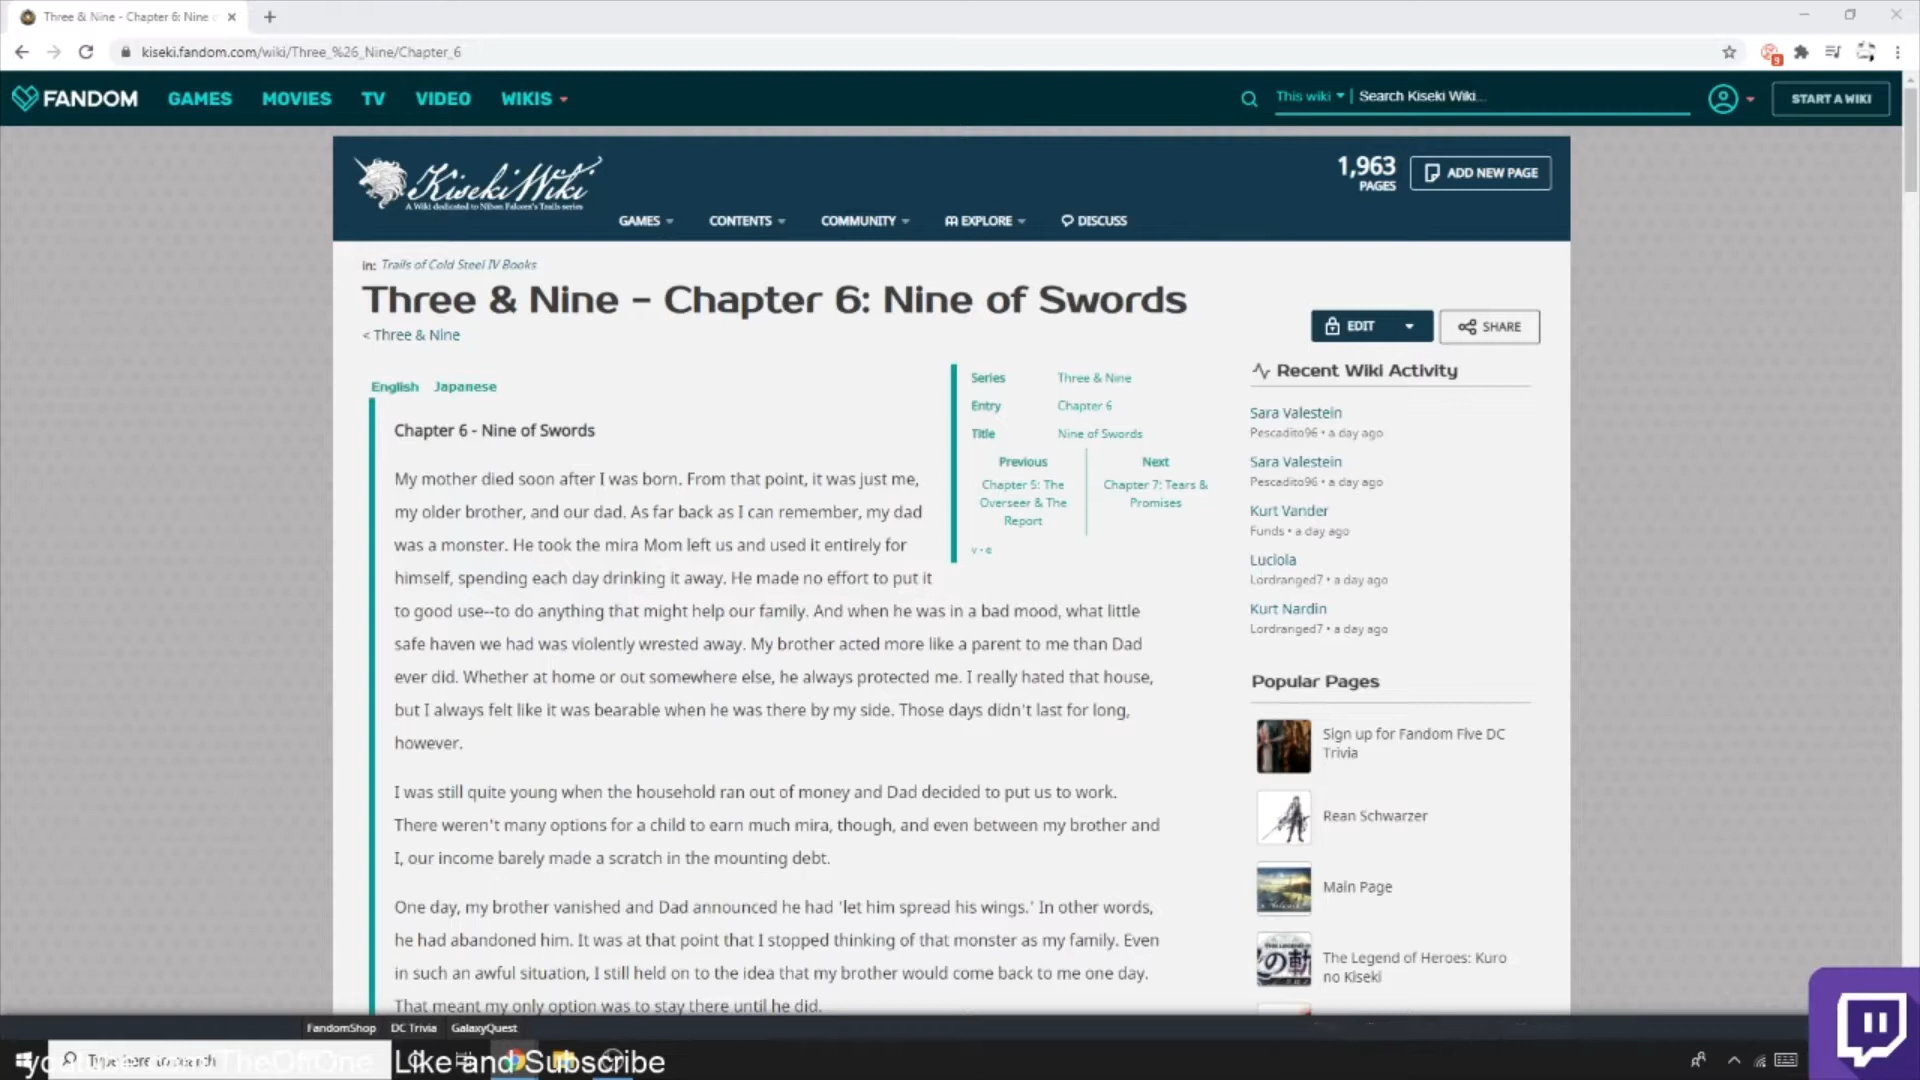 Three & Nine - Chapter 6: Nine o
kiseki.fandom.com/wiki/Three_%26_Nine/Chapter_6
9
FANDOM GAMES MOVIES TV VIDEO WIKIS
This wiki Search Kiseki Wiki...
START A WIKI
Kiseki Wiki
A Wiki dedicated to Nihon Falcom's Trails series
1,963
PAGES
ADD NEW PAGE
GAMES CONTENTS COMMUNITY EXPLORE DISCUSS
in: Trails of Cold Steel IV Books
Three & Nine – Chapter 6: Nine of Swords
< Three & Nine
EDIT
SHARE
English Japanese
Chapter 6 - Nine of Swords
My mother died soon after I was born. From that point, it was just me,
my older brother, and our dad. As far back as I can remember, my dad
was a monster. He took the mira Mom left us and used it entirely for
himself, spending each day drinking it away. He made no effort to put it
to good use--to do anything that might help our family. And when he was in a bad mood, what little
safe haven we had was violently wrested away. My brother acted more like a parent to me than Dad
ever did. Whether at home or out somewhere else, he always protected me. I really hated that house,
but I always felt like it was bearable when he was there by my side. Those days didn't last for long,
however.
I was still quite young when the household ran out of money and Dad decided to put us to work.
There weren't many options for a child to earn much mira, though, and even between my brother and
I, our income barely made a scratch in the mounting debt.
One day, my brother vanished and Dad announced he had 'let him spread his wings.' In other words,
he had abandoned him. It was at that point that I stopped thinking of that monster as my family. Even
in such an awful situation, I still held on to the idea that my brother would come back to me one day.
That meant my only option was to stay there until he did.
Series Three & Nine
Entry Chapter 6
Title Nine of Swords
Previous
Chapter 5: The
Overseer & The
Report
Next
Chapter 7: Tears &
Promises
v • e
Recent Wiki Activity
Sara Valestein
Pescadito96 • a day ago
Sara Valestein
Pescadito96 • a day ago
Kurt Vander
Funds • a day ago
Luciola
Lordranged7 • a day ago
Kurt Nardin
Lordranged7 • a day ago
Popular Pages
Sign up for Fandom Five DC
Trivia
Rean Schwarzer
Main Page
The Legend of Heroes: Kuro
no Kiseki
FandomShop DC Trivia GalaxyQuest
Type here to search
Like and Subscribe